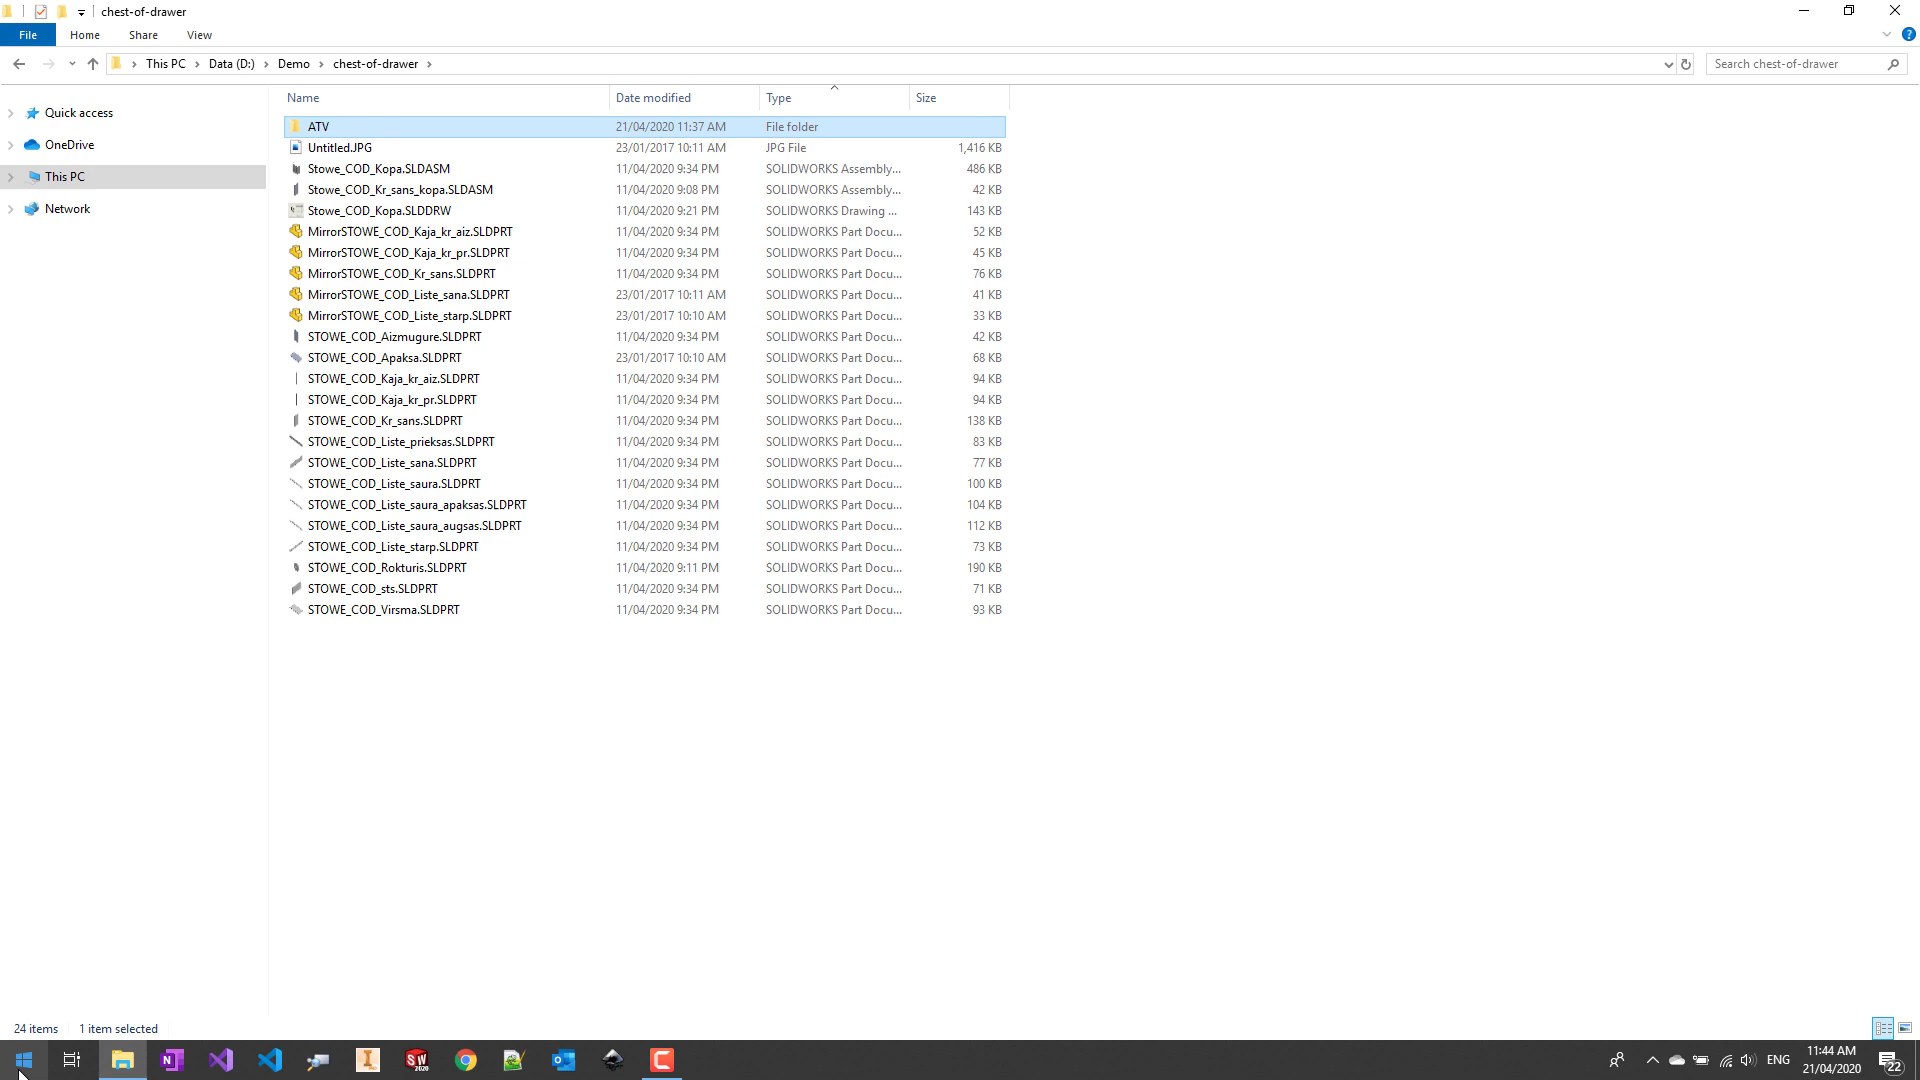 chest-of-drawer
File Home Share View
This PC Data (D:) Demo chest-of-drawer Search chest-of-drawer
Quick access
OneDrive
This PC
Network
Name Date modified Type Size
ATV 21/04/2020 11:37 AM File folder
Untitled.JPG 23/01/2017 10:11 AM JPG File 1,416 KB
Stowe_COD_Kopa.SLDASM 11/04/2020 9:34 PM SOLIDWORKS Assembly... 486 KB
Stowe_COD_Kr_sans_kopa.SLDASM 11/04/2020 9:08 PM SOLIDWORKS Assembly... 42 KB
Stowe_COD_Kopa.SLDDRW 11/04/2020 9:21 PM SOLIDWORKS Drawing ... 143 KB
MirrorSTOWE_COD_Kaja_kr_aiz.SLDPRT 11/04/2020 9:34 PM SOLIDWORKS Part Docu... 52 KB
MirrorSTOWE_COD_Kaja_kr_pr.SLDPRT 11/04/2020 9:34 PM SOLIDWORKS Part Docu... 45 KB
MirrorSTOWE_COD_Kr_sans.SLDPRT 11/04/2020 9:34 PM SOLIDWORKS Part Docu... 76 KB
MirrorSTOWE_COD_Liste_sana.SLDPRT 23/01/2017 10:11 AM SOLIDWORKS Part Docu... 41 KB
MirrorSTOWE_COD_Liste_starp.SLDPRT 23/01/2017 10:10 AM SOLIDWORKS Part Docu... 33 KB
STOWE_COD_Aizmugure.SLDPRT 11/04/2020 9:34 PM SOLIDWORKS Part Docu... 42 KB
STOWE_COD_Apaksa.SLDPRT 23/01/2017 10:10 AM SOLIDWORKS Part Docu... 68 KB
STOWE_COD_Kaja_kr_aiz.SLDPRT 11/04/2020 9:34 PM SOLIDWORKS Part Docu... 94 KB
STOWE_COD_Kaja_kr_pr.SLDPRT 11/04/2020 9:34 PM SOLIDWORKS Part Docu... 94 KB
STOWE_COD_Kr_sans.SLDPRT 11/04/2020 9:34 PM SOLIDWORKS Part Docu... 138 KB
STOWE_COD_Liste_prieksas.SLDPRT 11/04/2020 9:34 PM SOLIDWORKS Part Docu... 83 KB
STOWE_COD_Liste_sana.SLDPRT 11/04/2020 9:34 PM SOLIDWORKS Part Docu... 77 KB
STOWE_COD_Liste_saura.SLDPRT 11/04/2020 9:34 PM SOLIDWORKS Part Docu... 100 KB
STOWE_COD_Liste_saura_apaksas.SLDPRT 11/04/2020 9:34 PM SOLIDWORKS Part Docu... 104 KB
STOWE_COD_Liste_saura_augsas.SLDPRT 11/04/2020 9:34 PM SOLIDWORKS Part Docu... 112 KB
STOWE_COD_Liste_starp.SLDPRT 11/04/2020 9:34 PM SOLIDWORKS Part Docu... 73 KB
STOWE_COD_Rokturis.SLDPRT 11/04/2020 9:11 PM SOLIDWORKS Part Docu... 190 KB
STOWE_COD_sts.SLDPRT 11/04/2020 9:34 PM SOLIDWORKS Part Docu... 71 KB
STOWE_COD_Virsma.SLDPRT 11/04/2020 9:34 PM SOLIDWORKS Part Docu... 93 KB
24 items 1 item selected
ENG 11:44 AM
21/04/2020 22